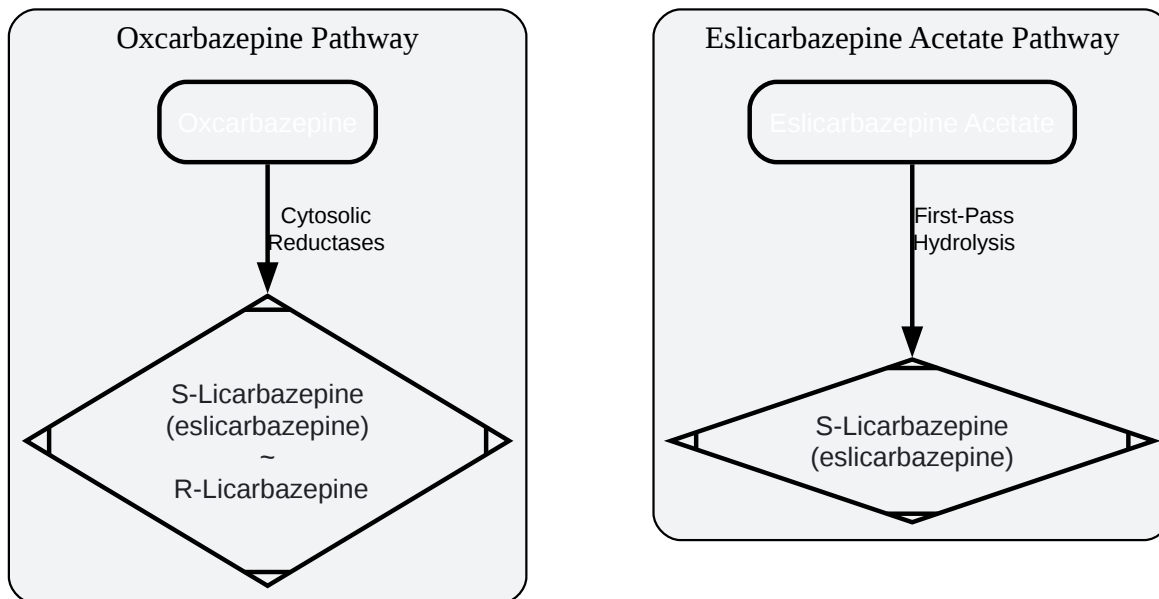 Oxcarbazepine Pathway
Oxcarbazepine
Cytosolic
Reductases
S-Licarbazepine
(eslicarbazepine)
~
R-Licarbazepine
Eslicarbazepine Acetate Pathway
Eslicarbazepine Acetate
First-Pass
Hydrolysis
S-Licarbazepine
(eslicarbazepine)